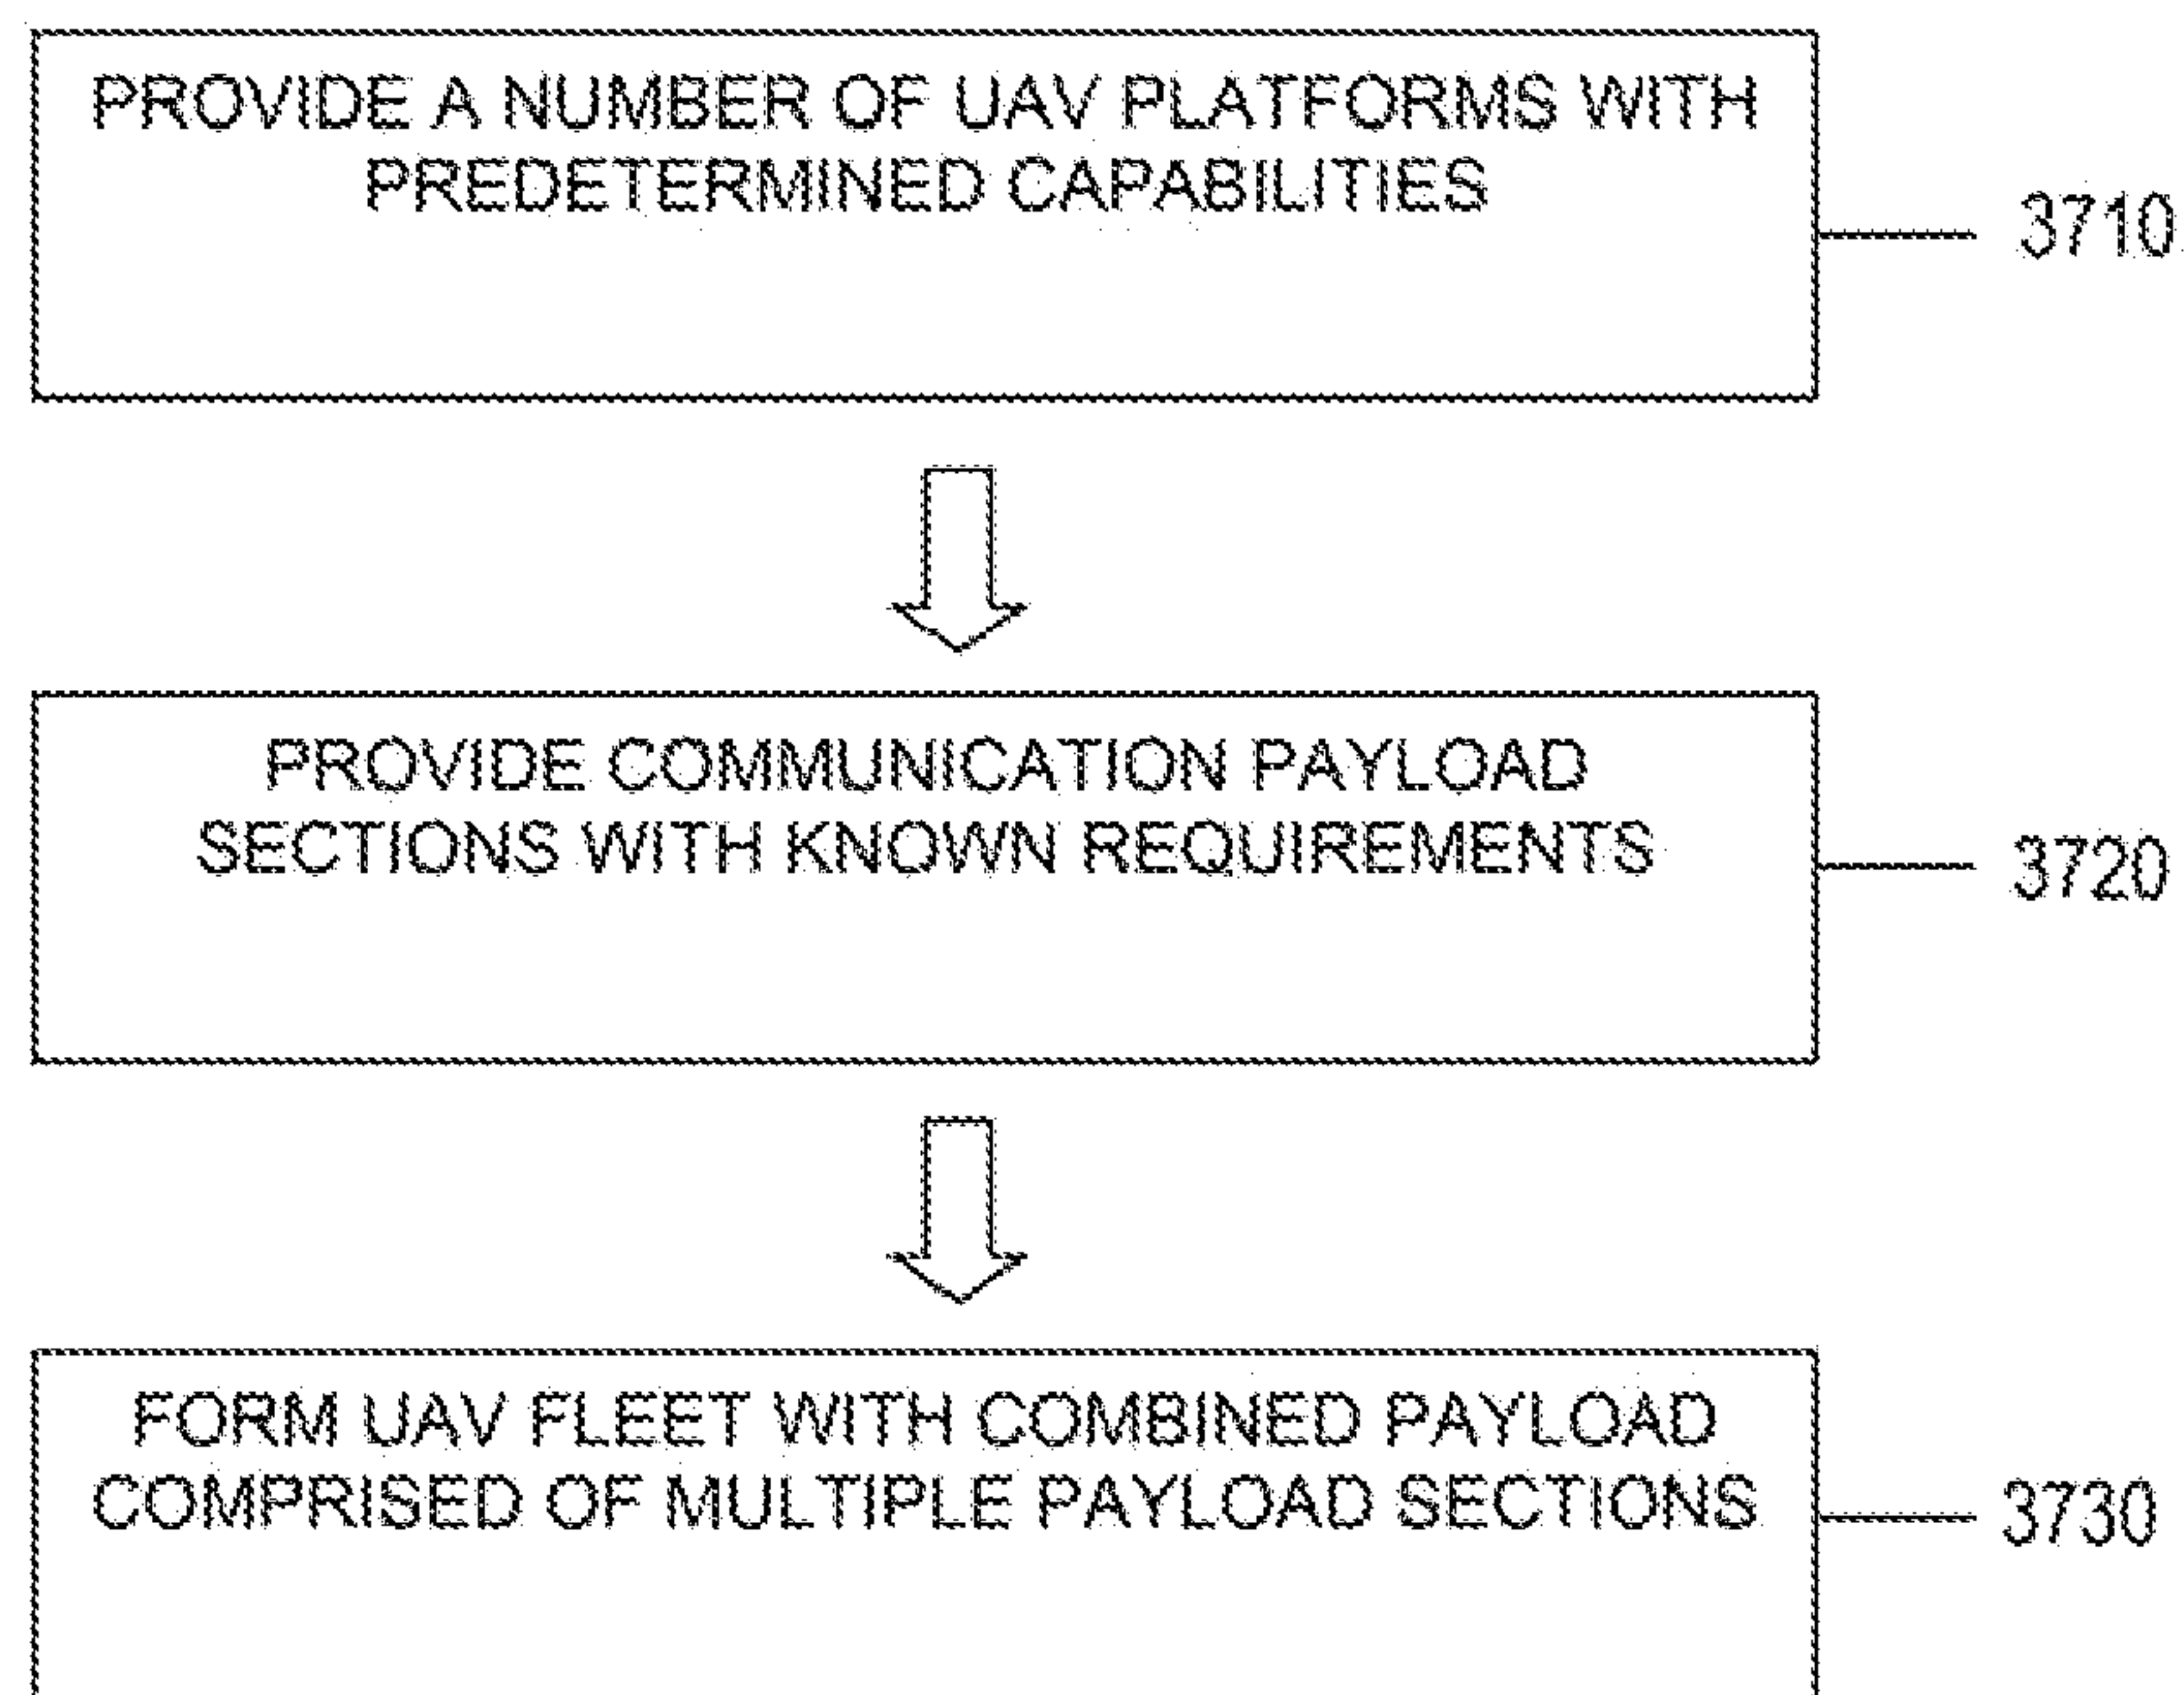 PROVIDE A NUMBER OF UAV PLATFORMS WITH
PREDETERMINED CAPABILITIES
3710
PROVIDE COMMUNICATION PAYLOAD
SECTIONS WITH KNOWN REQUIREMENTS
3720
FORM UAV FLEET WITH COMBINED PAYLOAD
COMPRISED OF MULTIPLE PAYLOAD SECTIONS
3730